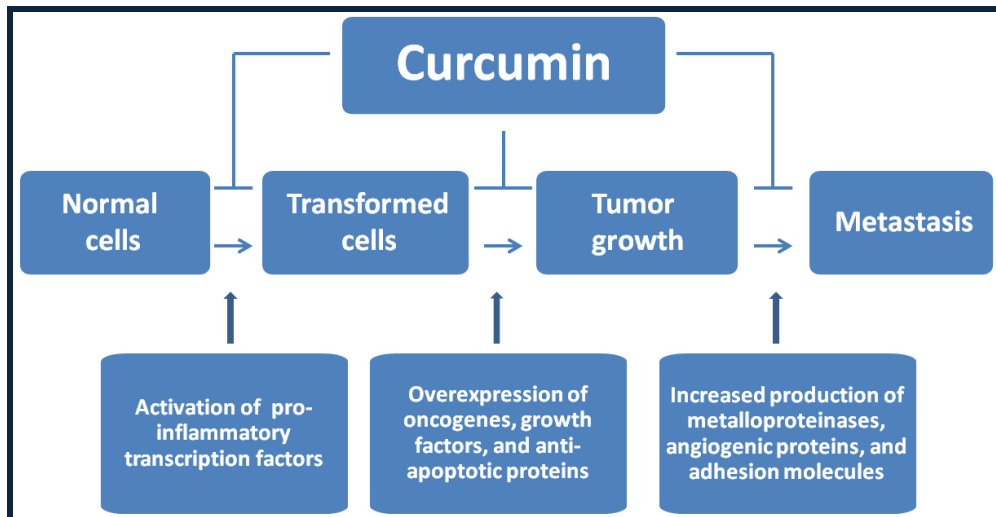 Curcumin
Normal
cells
Transformed
cells
Tumor
growth
Metastasis
Activation of pro-
inflammatory
transcription factors
Overexpression of
oncogenes, growth
factors, and anti-
apoptotic proteins
Increased production of
metalloproteinases,
angiogenic proteins, and
adhesion molecules